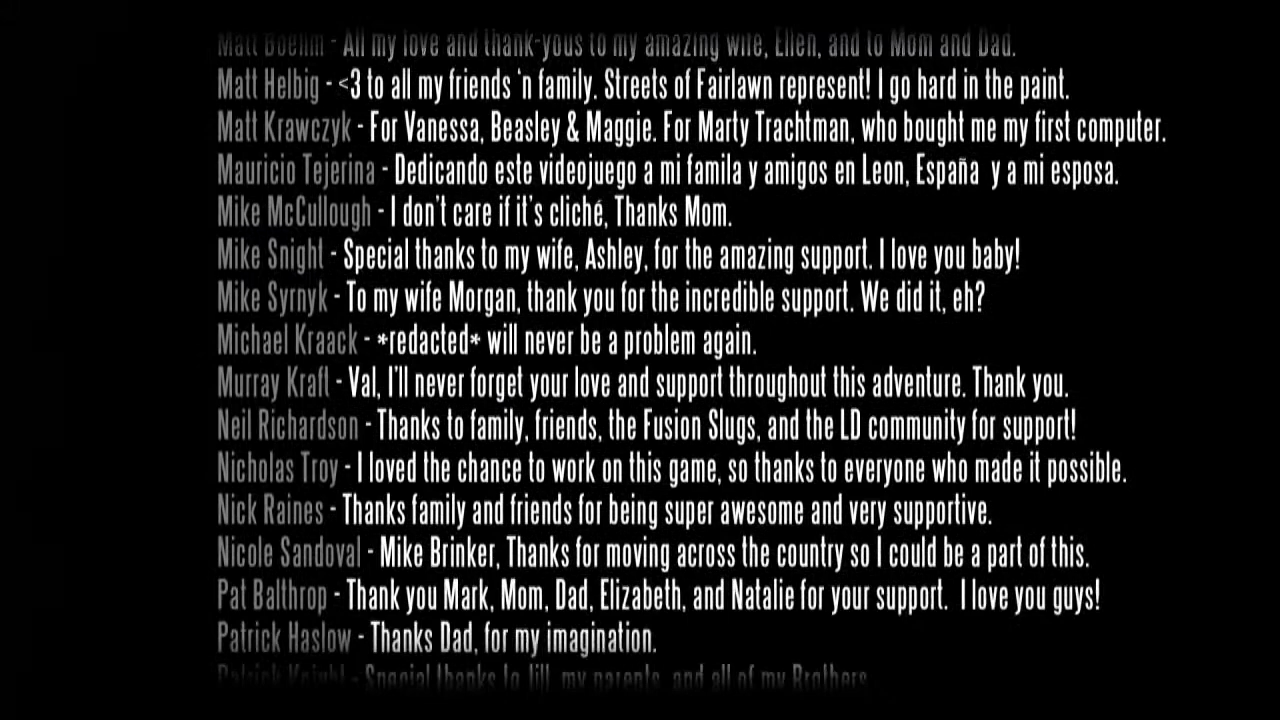 Matt Boehm - All my love and thank-yous to my amazing wife, Ellen, and to Mom and Dad.
Matt Helbig - <3 to all my friends ‘n family. Streets of Fairlawn represent! I go hard in the paint.
Matt Krawczyk - For Vanessa, Beasley & Maggie. For Marty Trachtman, who bought me my first computer.
Mauricio Tejerina - Dedicando este videojuego a mi famila y amigos en Leon, España  y a mi esposa.
Mike McCullough - I don’t care if it’s cliché, Thanks Mom.
Mike Snight - Special thanks to my wife, Ashley, for the amazing support. I love you baby!
Mike Syrnyk - To my wife Morgan, thank you for the incredible support. We did it, eh?
Michael Kraack - *redacted* will never be a problem again.
Murray Kraft - Val, I’ll never forget your love and support throughout this adventure. Thank you.
Neil Richardson - Thanks to family, friends, the Fusion Slugs, and the LD community for support!
Nicholas Troy - I loved the chance to work on this game, so thanks to everyone who made it possible.
Nick Raines - Thanks family and friends for being super awesome and very supportive.
Nicole Sandoval - Mike Brinker, Thanks for moving across the country so I could be a part of this.
Pat Balthrop - Thank you Mark, Mom, Dad, Elizabeth, and Natalie for your support.  I love you guys!
Patrick Haslow - Thanks Dad, for my imagination.
Patrick Knight - Special thanks to Jill, my parents, and all of my Brothers